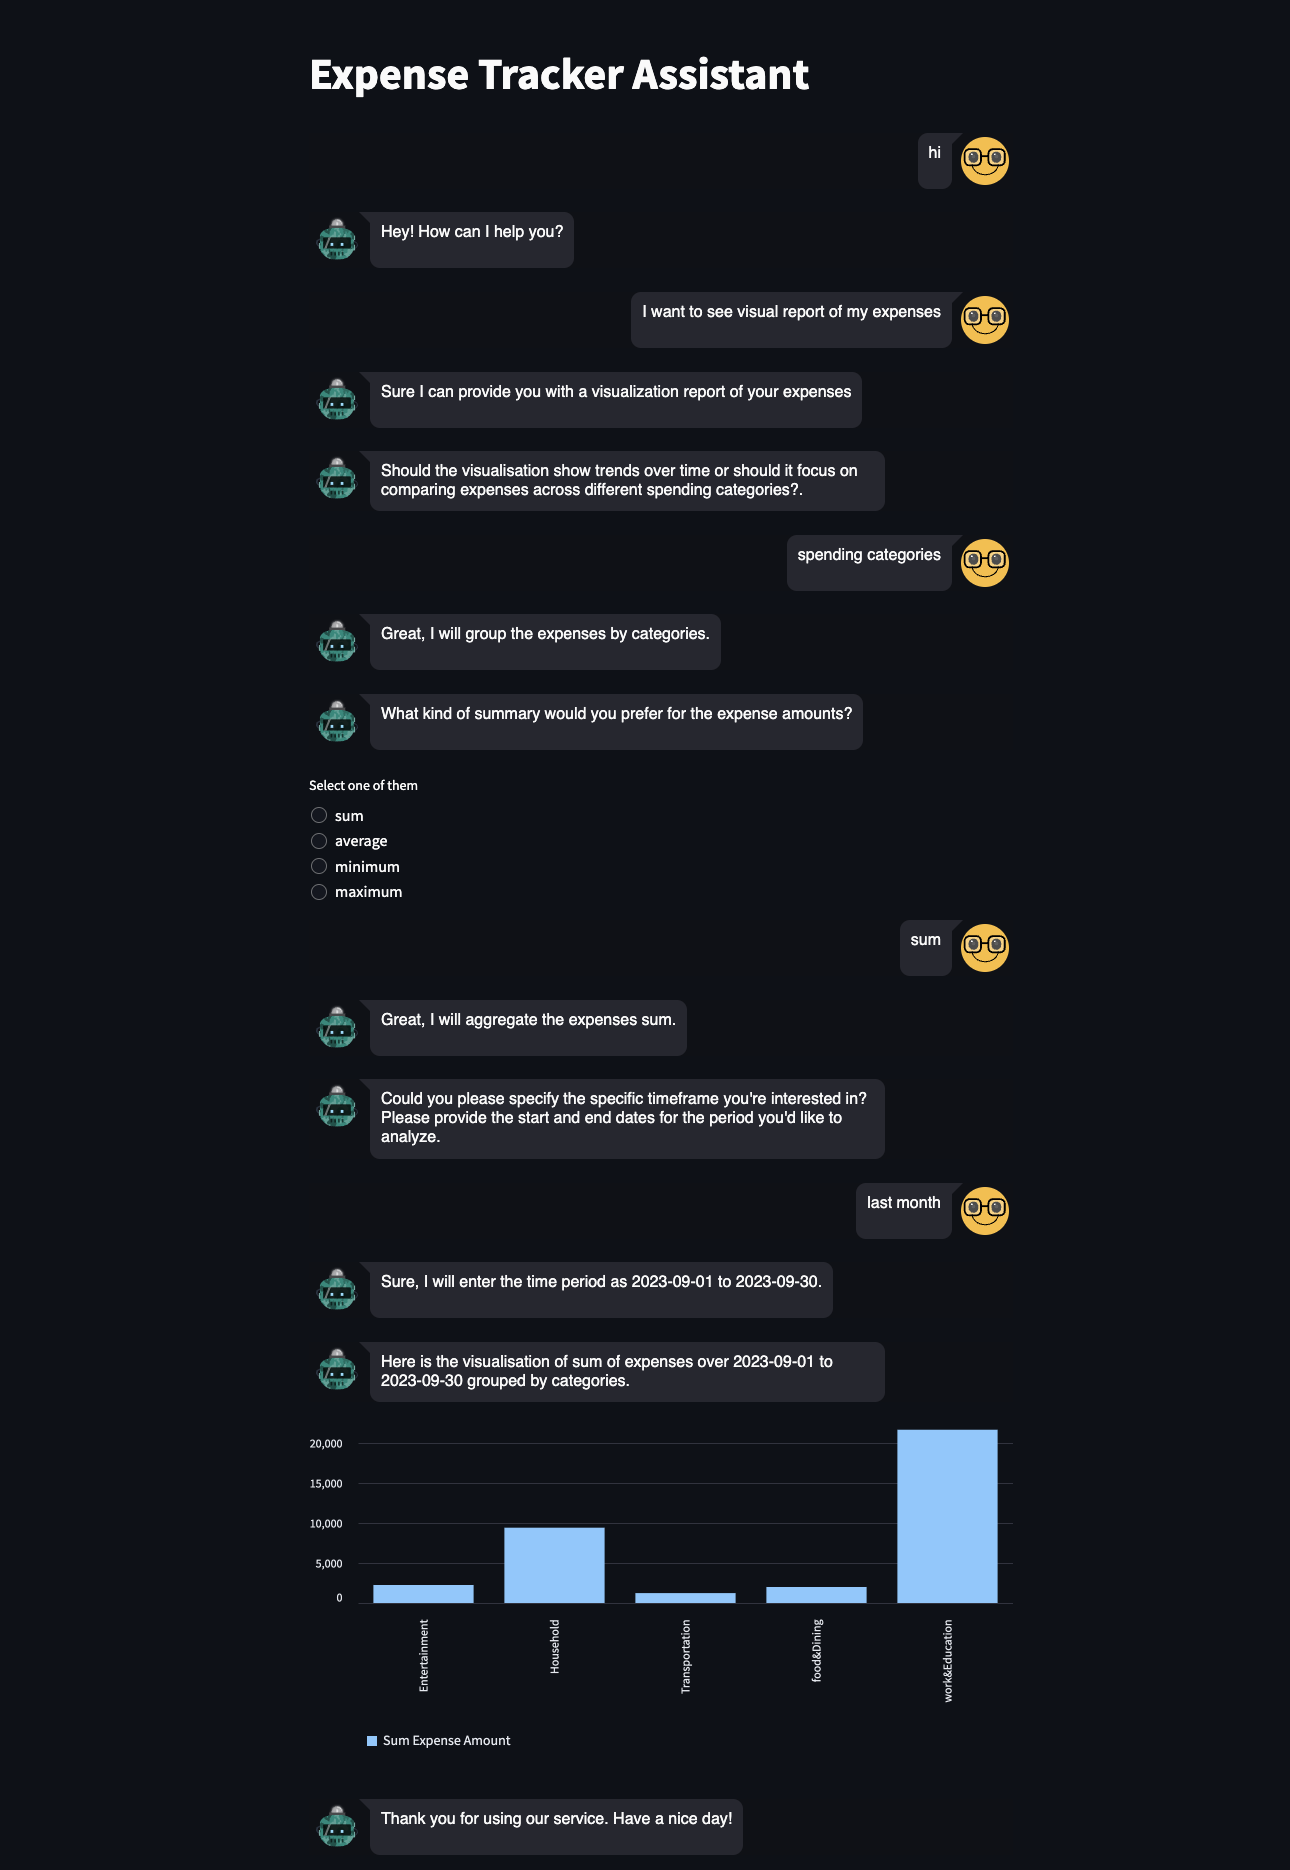 Expense Tracker Assistant
hi
Hey! How can I help you?
I want to see visual report of my expenses
Sure I can provide you with a visualization report of your expenses
Should the visualisation show trends over time or should it focus on
comparing expenses across different spending categories?.
spending categories
Great, I will group the expenses by categories.
What kind of summary would you prefer for the expense amounts?
Select one of them
sum
average
minimum
maximum
sum
Great, I will aggregate the expenses sum.
Could you please specify the specific timeframe you're interested in?
Please provide the start and end dates for the period you'd like to
analyze.
last month
Sure, I will enter the time period as 2023-09-01 to 2023-09-30.
Here is the visualisation of sum of expenses over 2023-09-01 to
2023-09-30 grouped by categories.
20,000
15,000
10,000
5,000
0
Entertainment
Household
Transportation
food&Dining
work&Education
Sum Expense Amount
Thank you for using our service. Have a nice day!